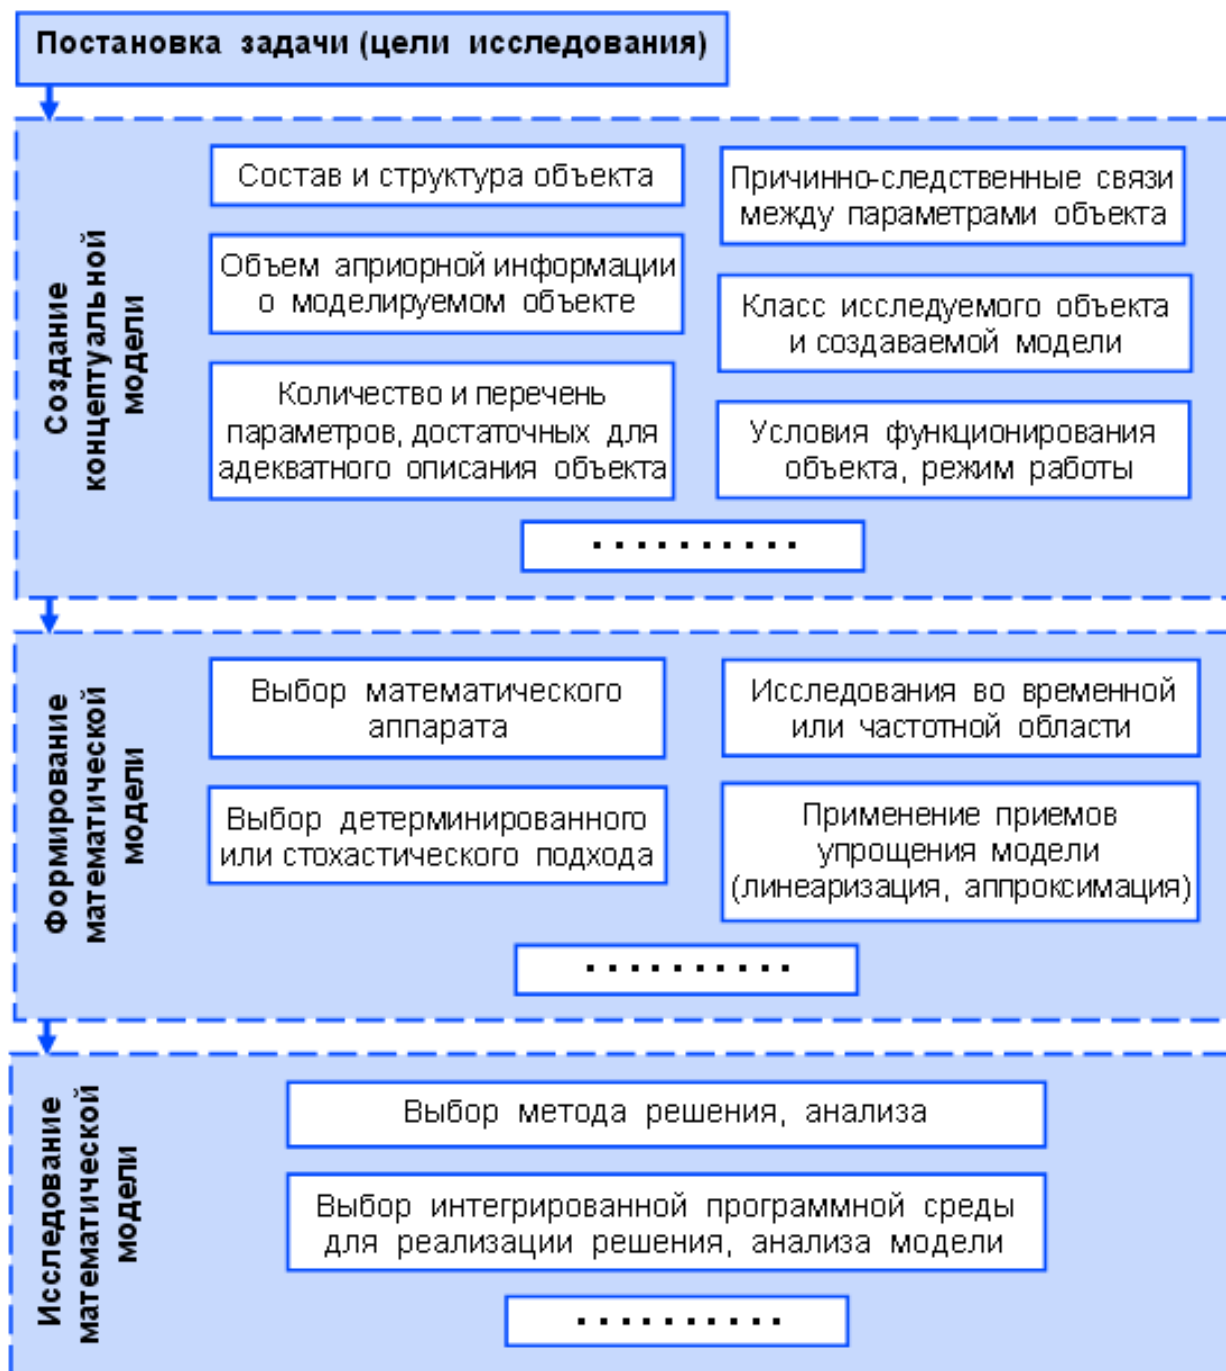 Постановка задачи (цели исследования)
Создание
концептуальной
модели
Состав и структура объекта
Объем априорной информации
о моделируемом объекте
Количество и перечень
параметров, достаточных для
адекватного описания объекта
Причинно-следственные связи
между параметрами объекта
Класс исследуемого объекта
и создаваемой модели
Условия функционирования
объекта, режим работы
. . . . . . . . . .
Формирование
математической
модели
Выбор математического
аппарата
Выбор детерминированного
или стохастического подхода
Исследования во временной
или частотной области
Применение приемов
упрощения модели
(линеаризация, аппроксимация)
. . . . . . . . . .
Исследование
математической
модели
Выбор метода решения, анализа
Выбор интегрированной программной среды
для реализации решения, анализа модели
. . . . . . . . . .